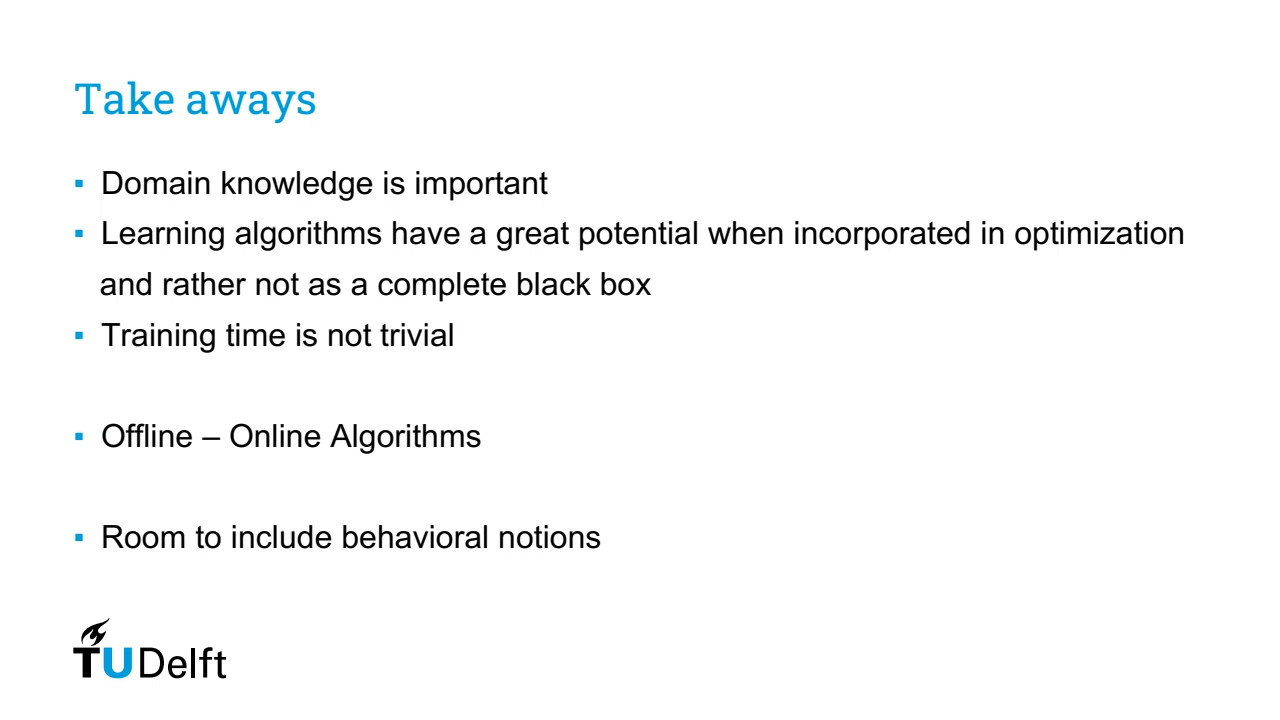 Take aways
▪ Domain knowledge is important
▪ Learning algorithms have a great potential when incorporated in optimization
and rather not as a complete black box
▪ Training time is not trivial
▪ Offline – Online Algorithms
▪ Room to include behavioral notions
TUDelft